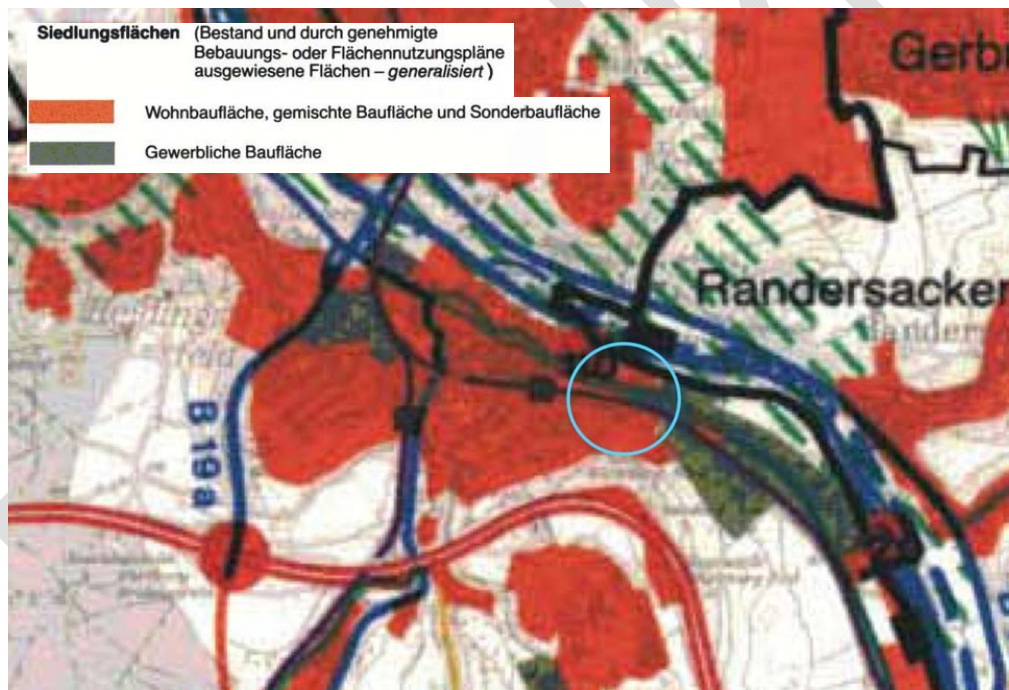 Siedlungsflächen (Bestand und durch genehmigte
Bebauungs- oder Flächennutzungspläne
ausgewiesene Flächen – generalisiert )
Wohnbaufläche, gemischte Baufläche und Sonderbaufläche
Gewerbliche Baufläche
Gerbr
Randersacker
B 19a